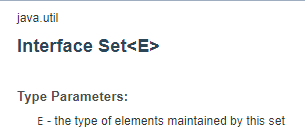 java.util
Interface Set<E>
Type Parameters:
E - the type of elements maintained by this set